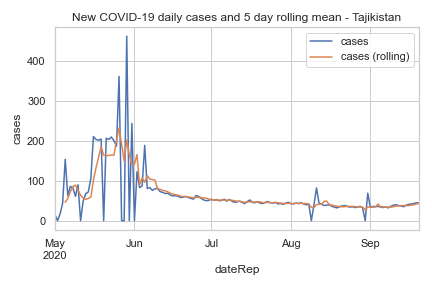 New COVID-19 daily cases and 5 day rolling mean - Tajikistan
cases
cases (rolling)
400
300
200
100
0
cases
May
2020
Jun
Jul
Aug
Sep
dateRep